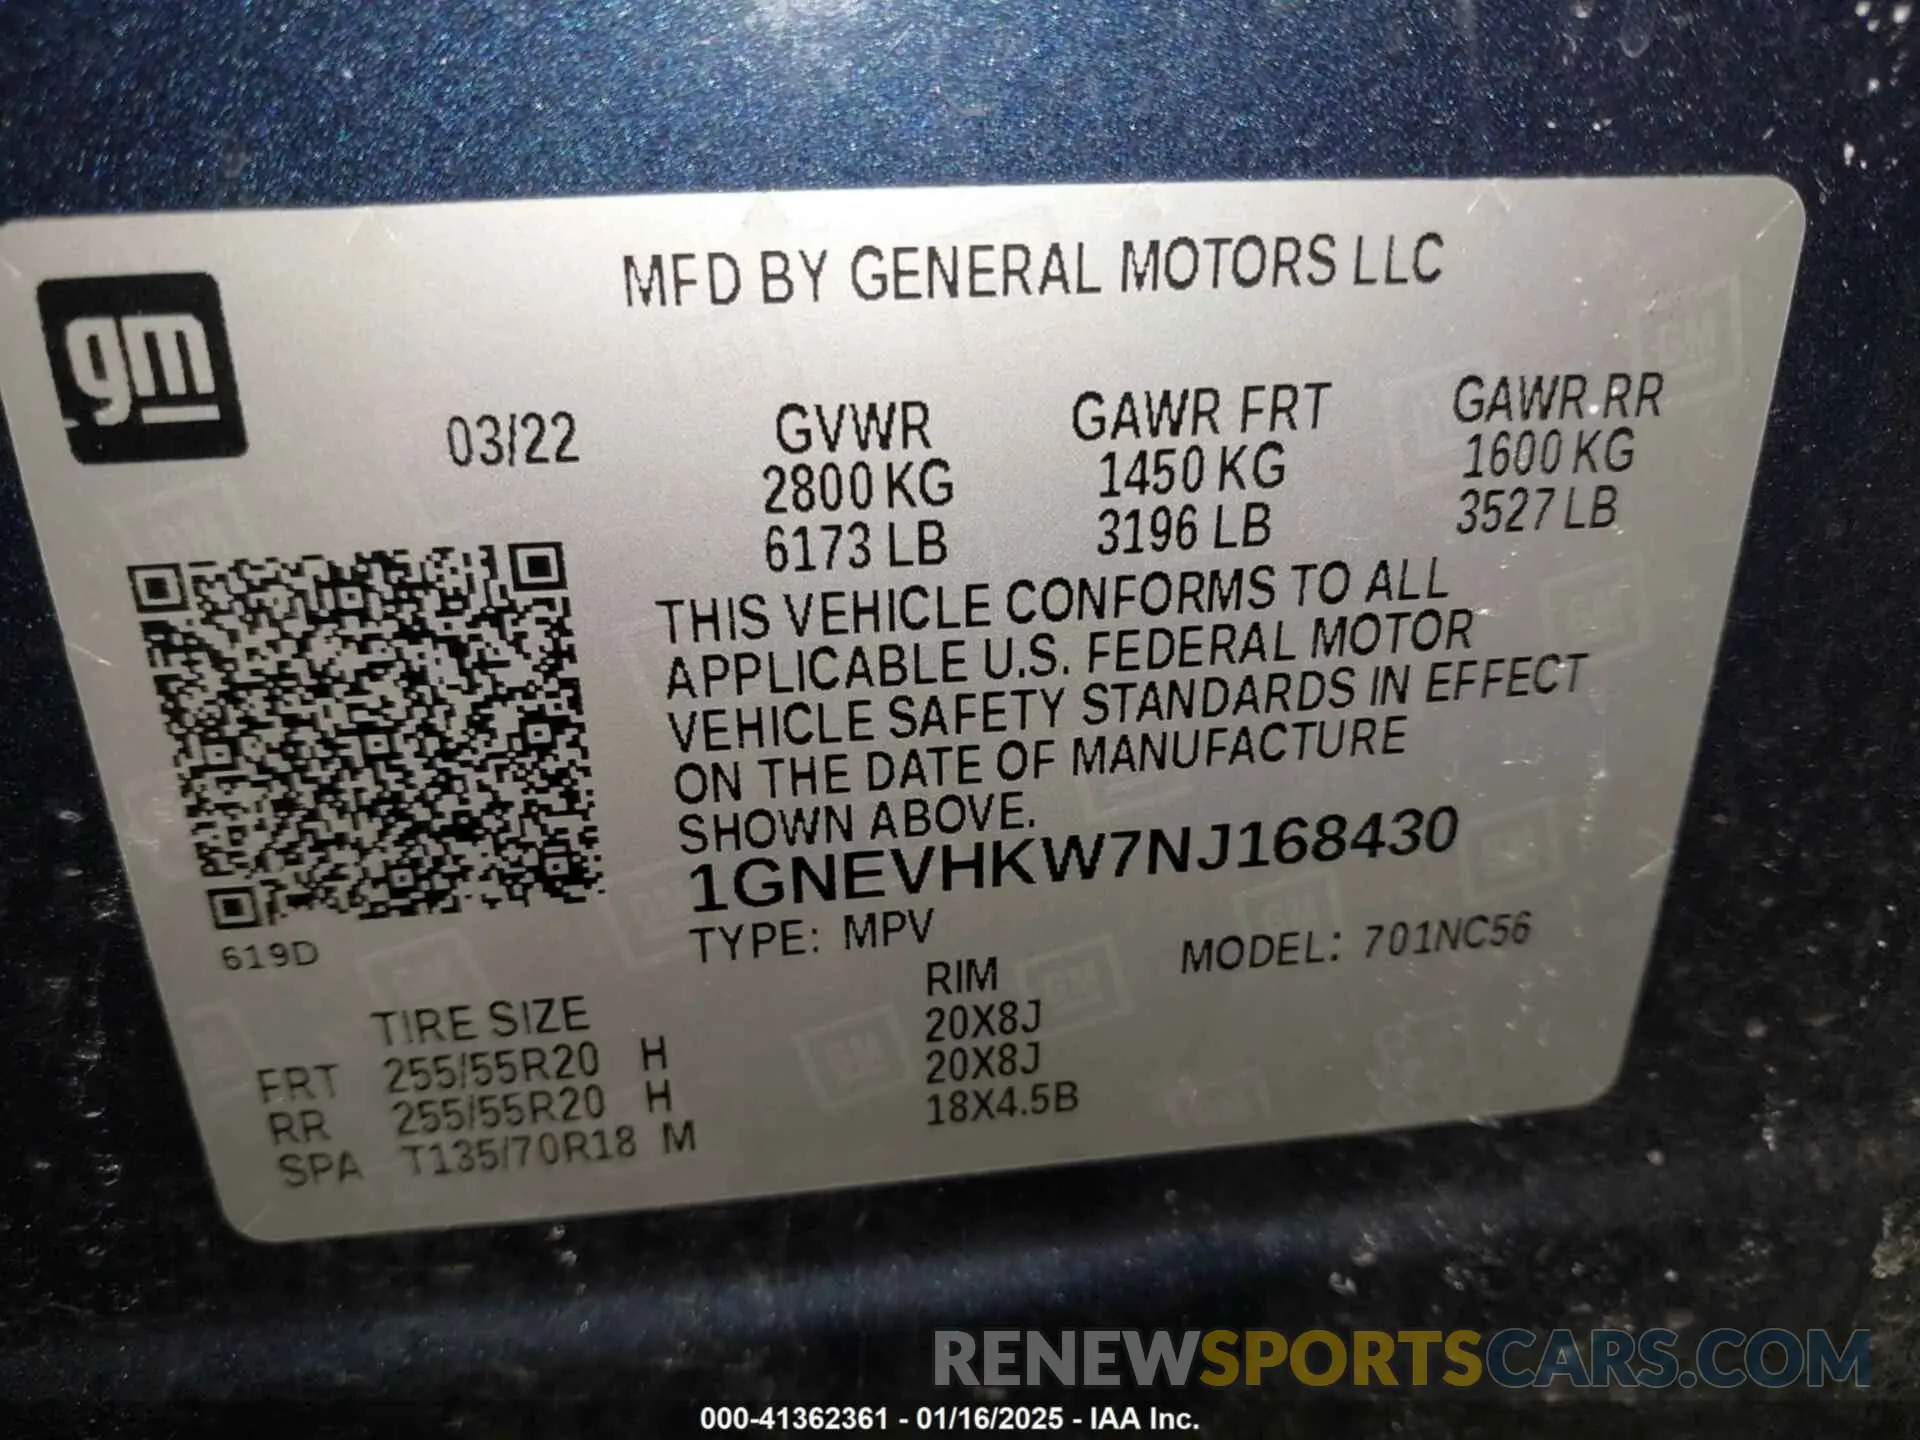 MFD BY GENERAL MOTORS LLC
gm
03/22
GVWR
2800 KG
6173 LB
GAWR FRT
1450 KG
3196 LB
GAWR RR
1600 KG
3527 LB
THIS VEHICLE CONFORMS TO ALL
APPLICABLE U.S. FEDERAL MOTOR
VEHICLE SAFETY STANDARDS IN EFFECT
ON THE DATE OF MANUFACTURE
SHOWN ABOVE.
1GNEVHKW7NJ168430
619D
TYPE: MPV
MODEL: 701NC56
TIRE SIZE RIM
FRT 255/55R20 H 20X8J
RR 255/55R20 H 20X8J
SPA T135/70R18 M 18X4.5B
RENEWSPORTSCARS.COM
000-41362361 - 01/16/2025 - IAA Inc.